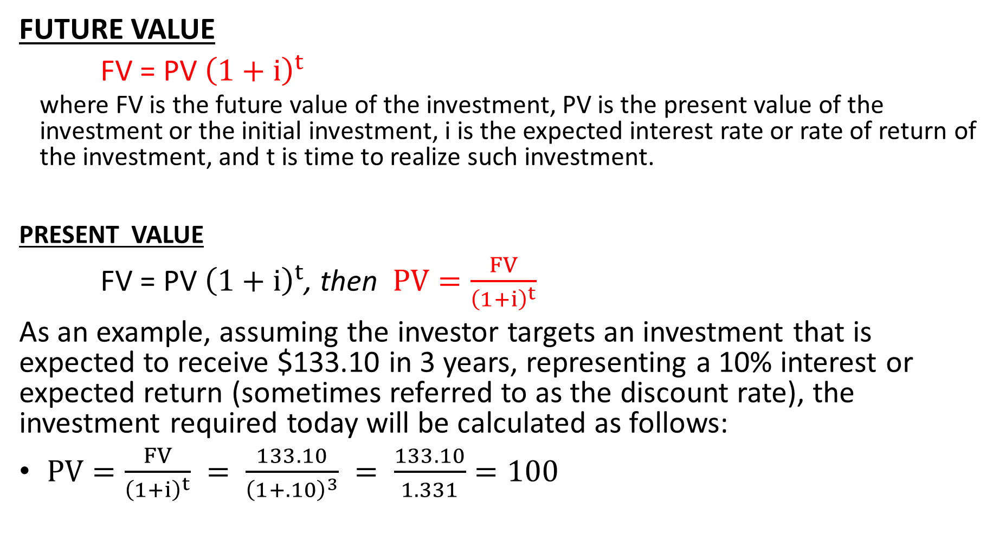 FUTURE VALUE
FV = PV (1 + i)^t
where FV is the future value of the investment, PV is the present value of the
investment or the initial investment, i is the expected interest rate or rate of return of
the investment, and t is time to realize such investment.
PRESENT VALUE
FV = PV (1 + i)^t, then PV = FV/(1+i)^t
As an example, assuming the investor targets an investment that is
expected to receive $133.10 in 3 years, representing a 10% interest or
expected return (sometimes referred to as the discount rate), the
investment required today will be calculated as follows:
• PV = FV/(1+i)^t = 133.10/(1+.10)^3 = 133.10/1.331 = 100